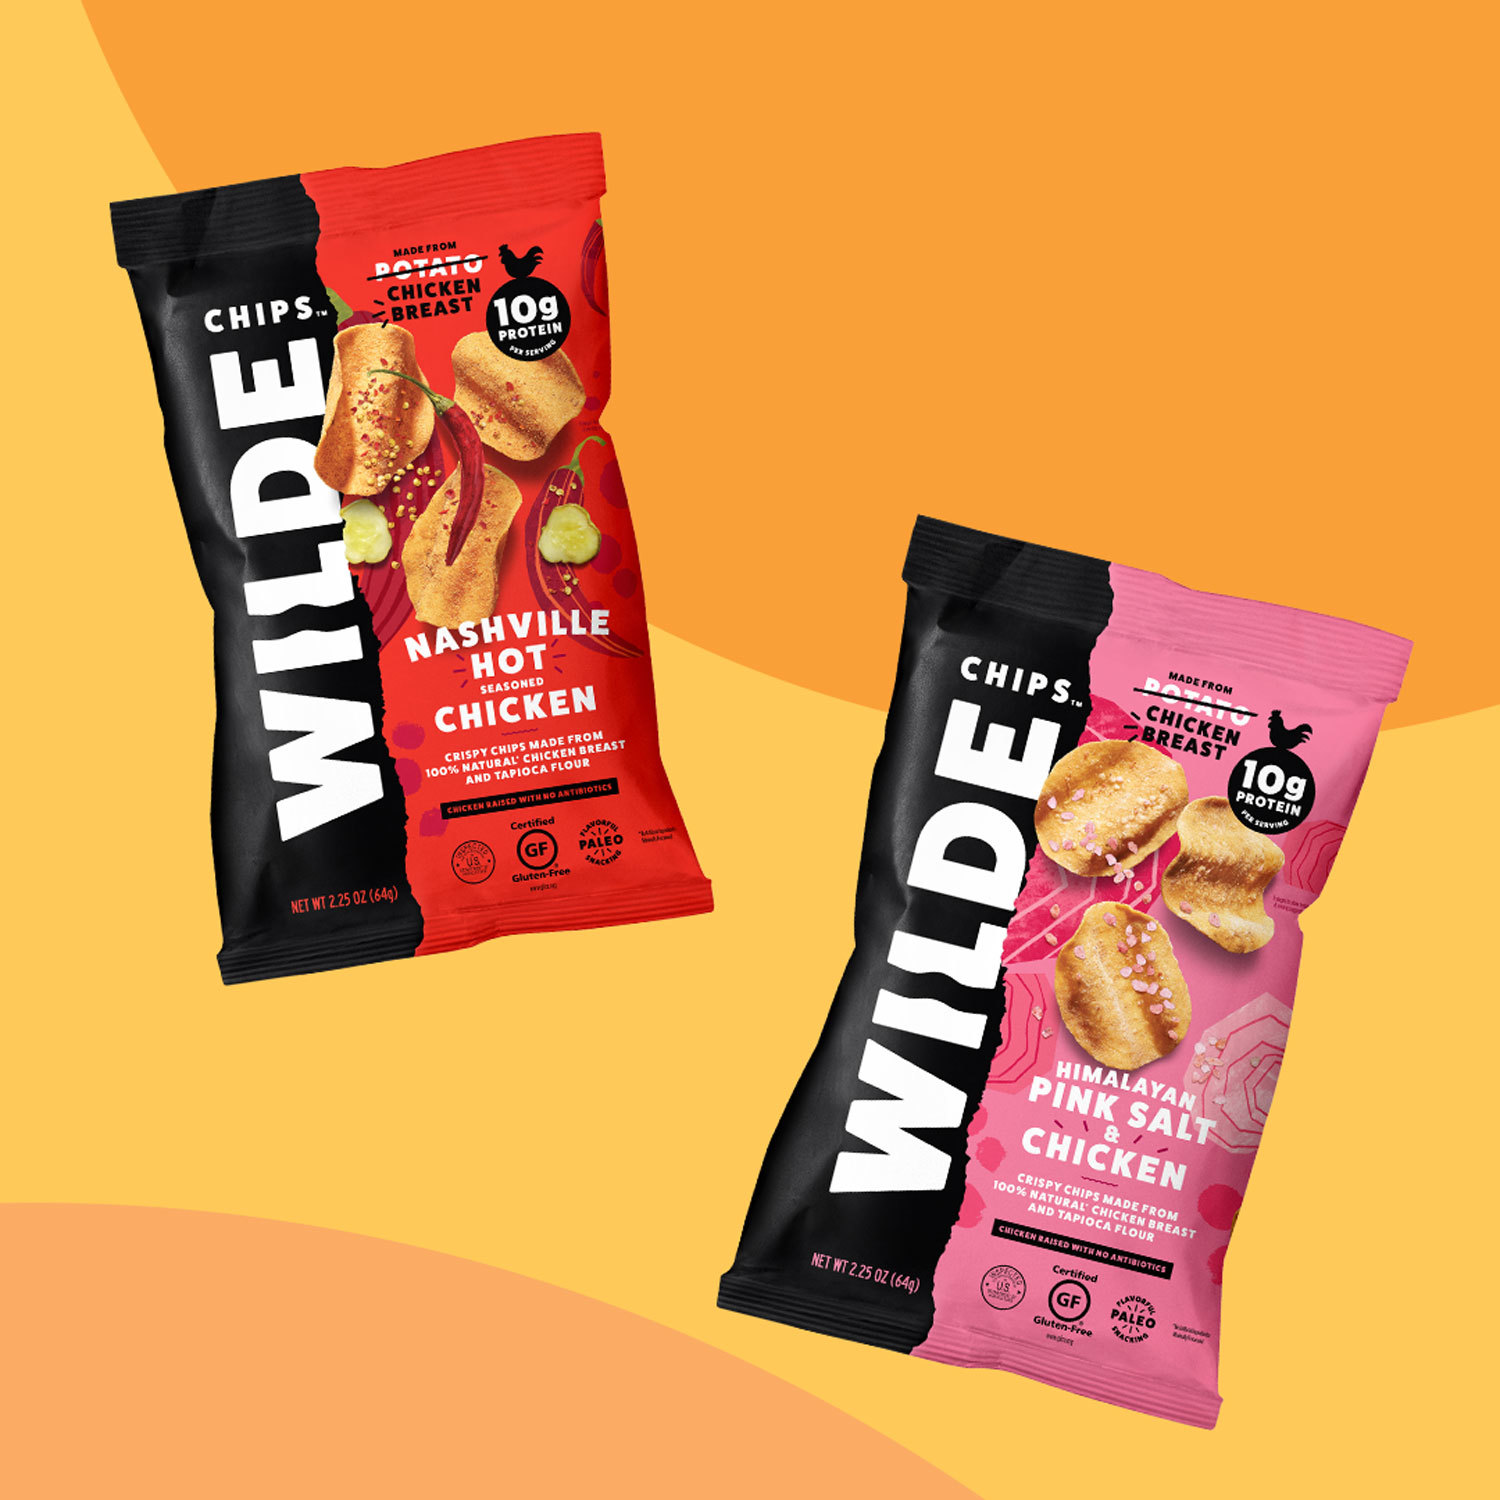 MADE FROM
POTATO
CHICKEN
BREAST
10g
PROTEIN
PER SERVING
CHIPS™
WILDE
NASHVILLE
HOT
SEASONED
CHICKEN
CRISPY CHIPS MADE FROM
100% NATURAL* CHICKEN BREAST
AND TAPIOCA FLOUR
CHICKEN RAISED WITH NO ANTIBIOTICS
INSPECTED
U.S.
Certified
GF®
Gluten-Free
FLAVORFUL
PALEO
SNACKING
NET WT 2.25 OZ (64g)
MADE FROM
POTATO
CHICKEN
BREAST
10g
PROTEIN
PER SERVING
CHIPS™
WILDE
HIMALAYAN
PINK SALT
&
CHICKEN
CRISPY CHIPS MADE FROM
100% NATURAL* CHICKEN BREAST
AND TAPIOCA FLOUR
CHICKEN RAISED WITH NO ANTIBIOTICS
INSPECTED
U.S.
Certified
GF®
Gluten-Free
FLAVORFUL
PALEO
SNACKING
NET WT 2.25 OZ (64g)